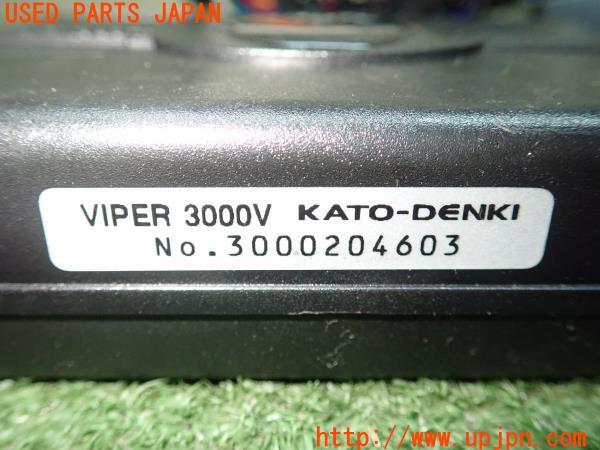 USED PARTS JAPAN
VIPER 3000V KATO-DENKI
No.3000204603
http://www.upjpn.com